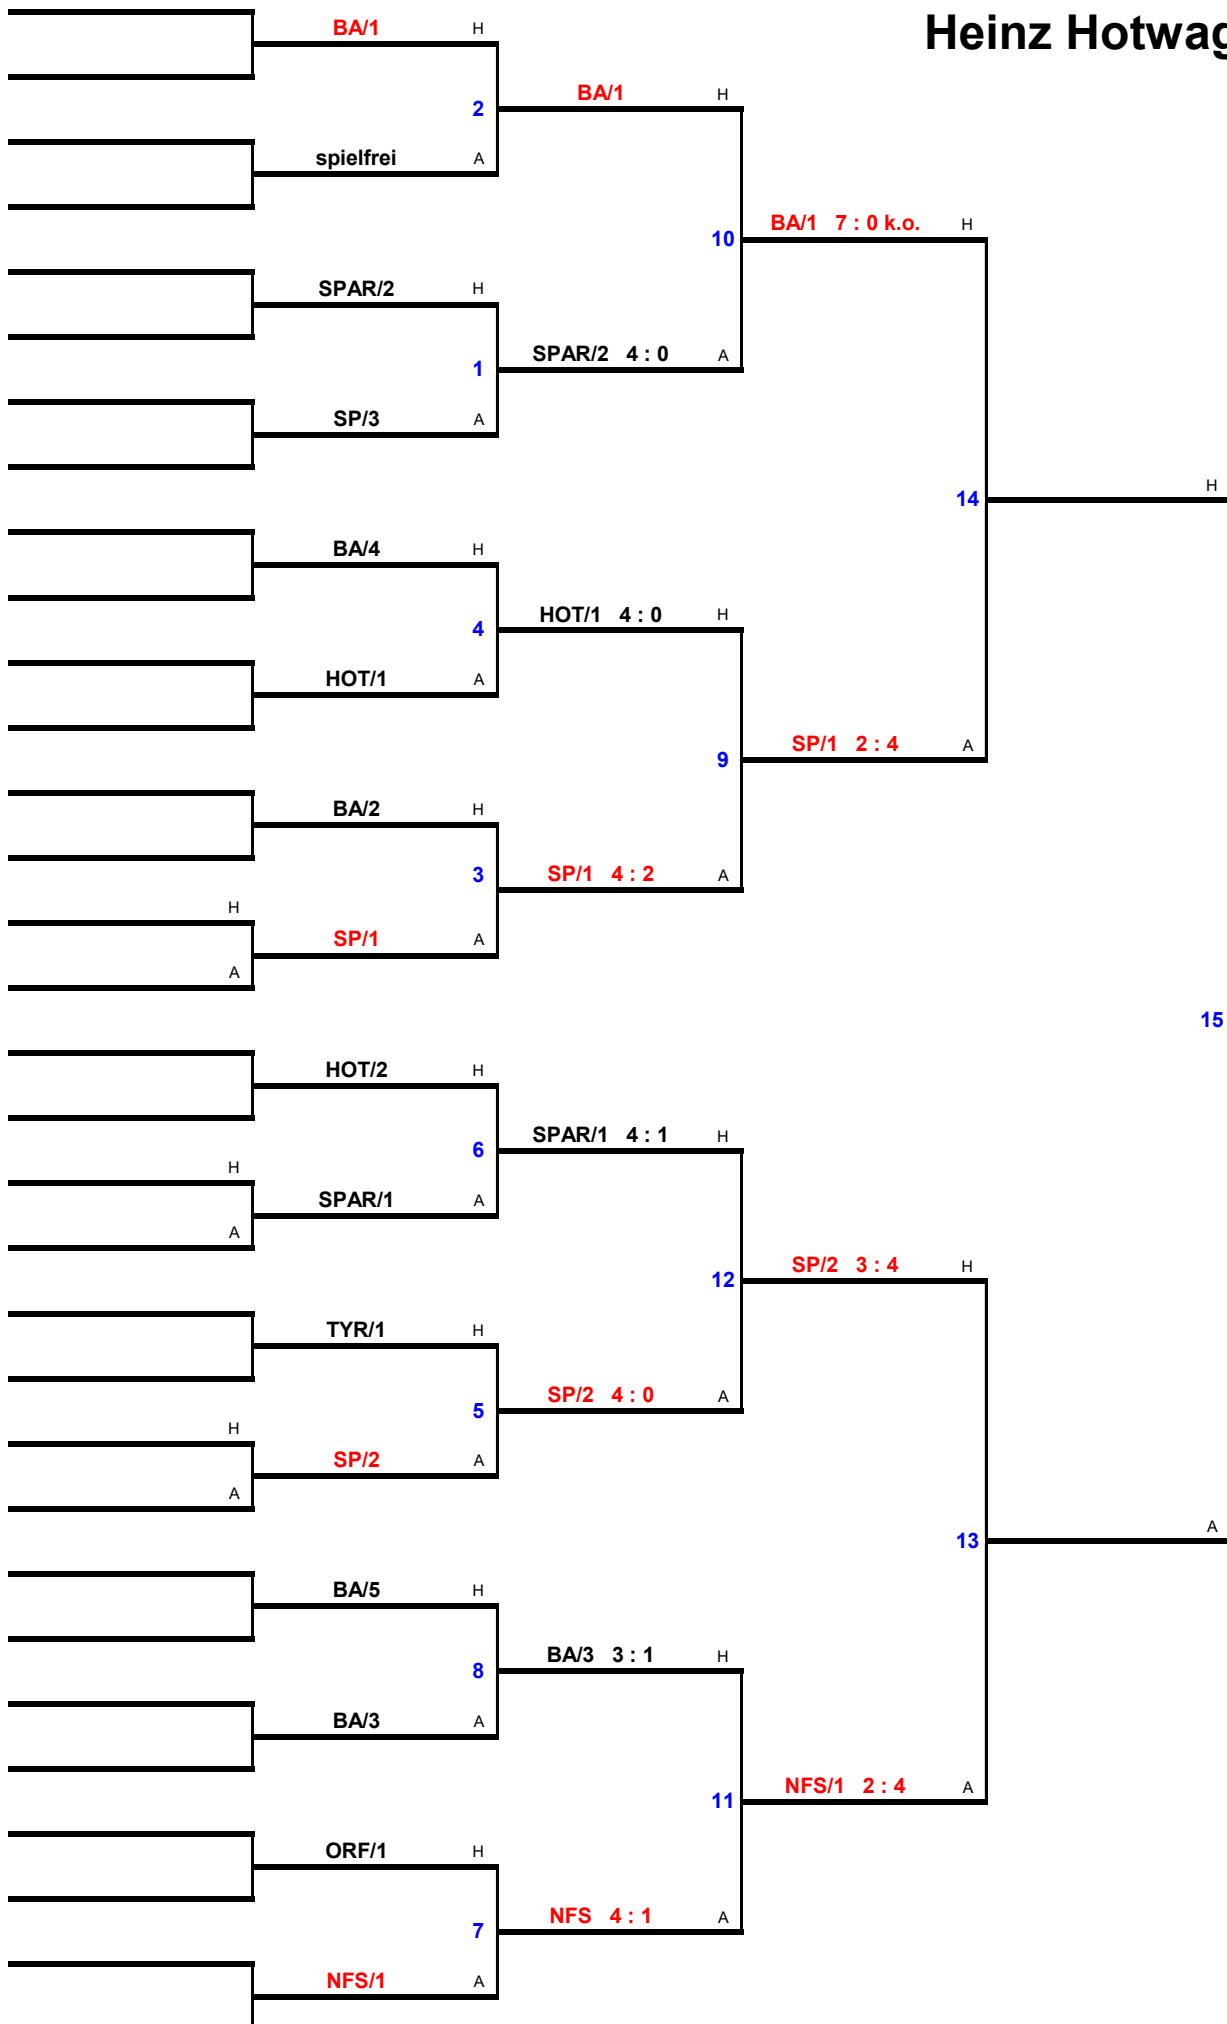 Heinz Hotwag
BA/1 H
BA/1 H
2
spielfrei A
BA/1 7 : 0 k.o. H
10
SPAR/2 H
SPAR/2 4 : 0 A
1
SP/3 A
H
14
BA/4 H
HOT/1 4 : 0 H
4
HOT/1 A
SP/1 2 : 4 A
9
BA/2 H
SP/1 4 : 2 A
3
H
SP/1 A
A
15
HOT/2 H
SPAR/1 4 : 1 H
6
H
SPAR/1 A
A
SP/2 3 : 4 H
12
TYR/1 H
SP/2 4 : 0 A
5
H
SP/2 A
A
A
13
BA/5 H
BA/3 3 : 1 H
8
BA/3 A
NFS/1 2 : 4 A
11
ORF/1 H
NFS 4 : 1 A
7
NFS/1 A